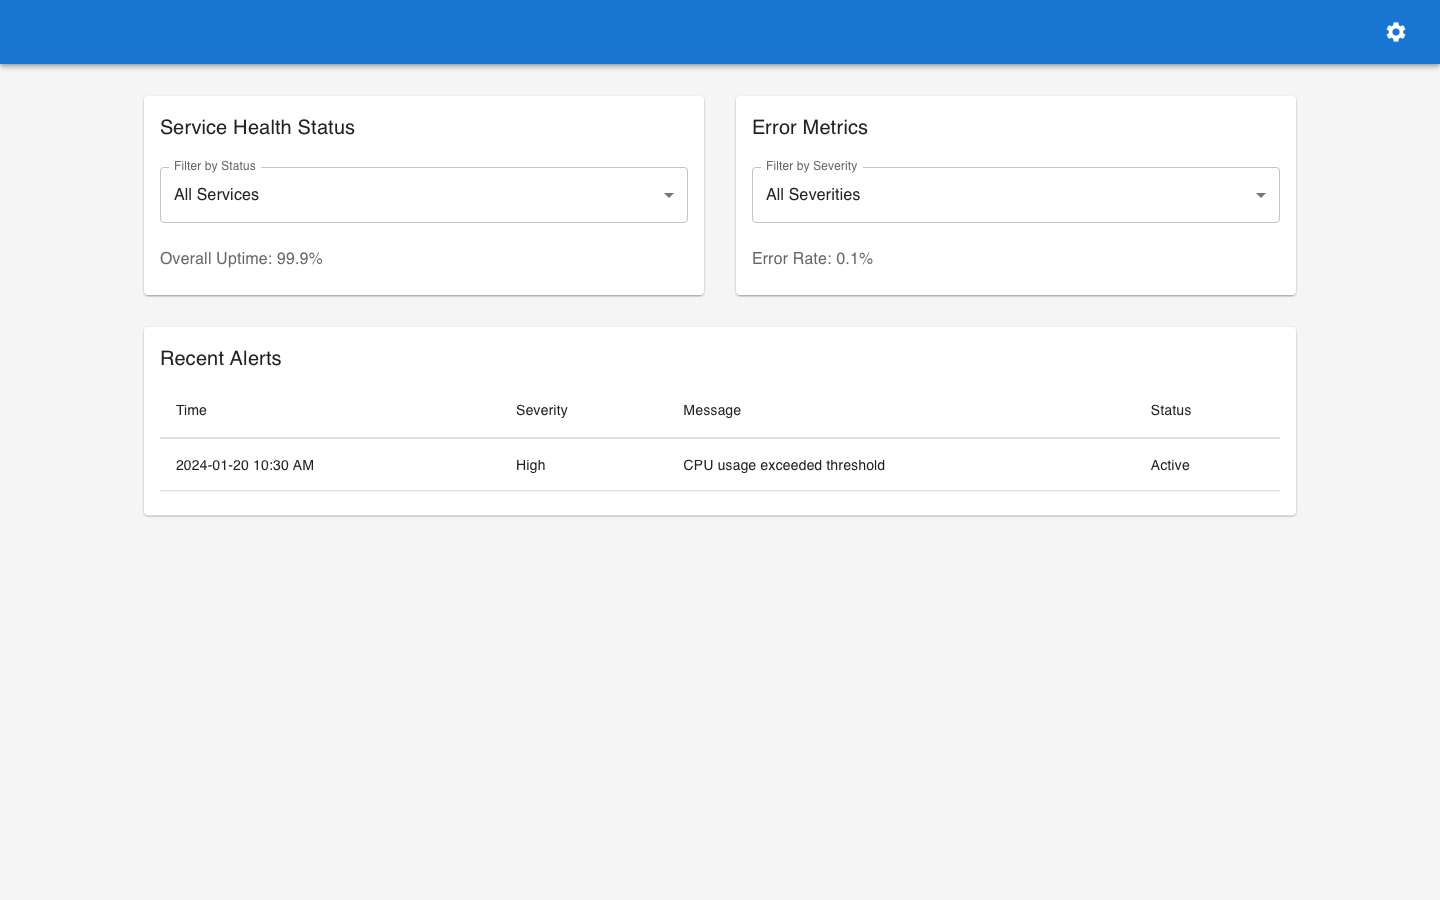 Service Health Status
Filter by Status
All Services
Overall Uptime: 99.9%
Error Metrics
Filter by Severity
All Severities
Error Rate: 0.1%
Recent Alerts
Time Severity Message Status
2024-01-20 10:30 AM High CPU usage exceeded threshold Active